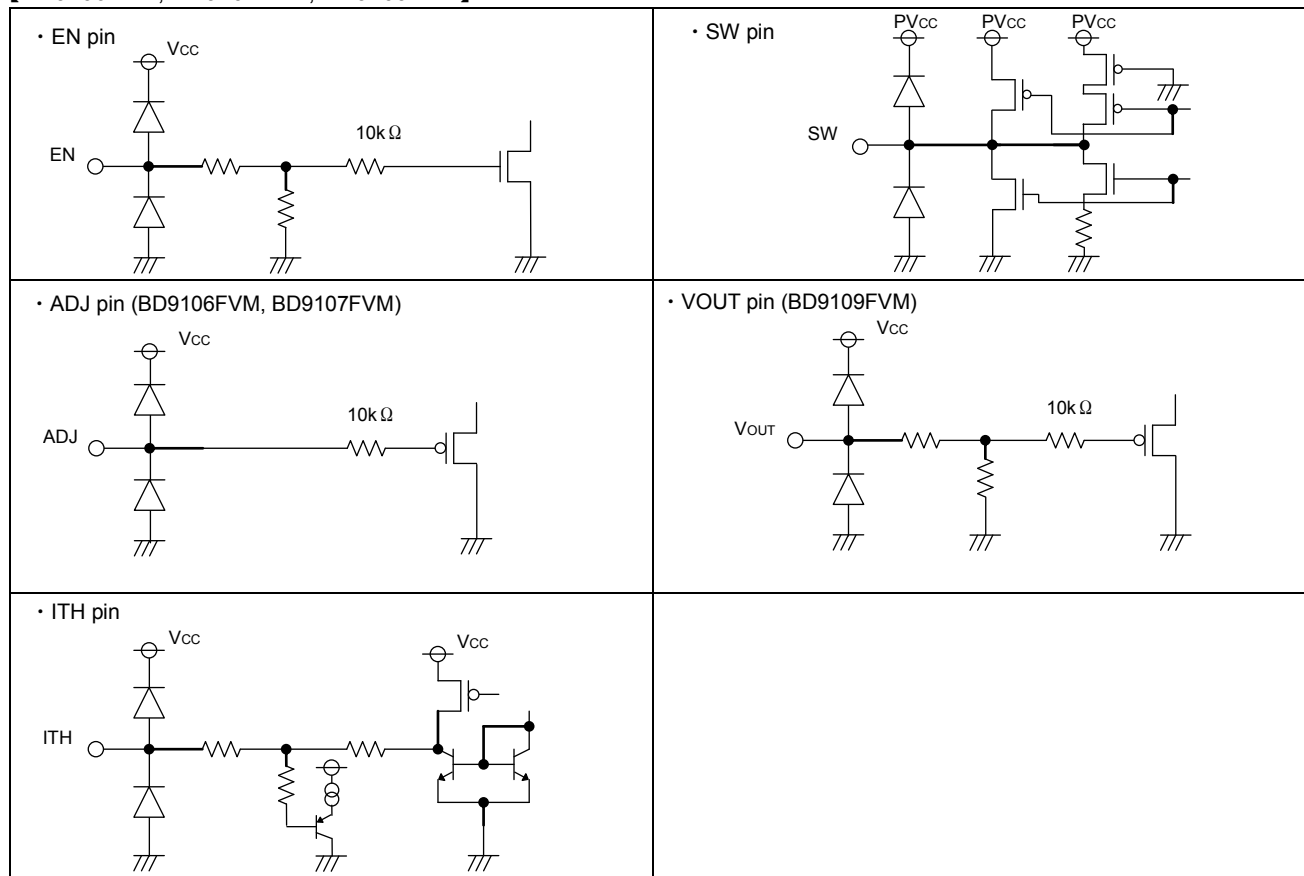 ・EN pin
VCC
EN
10kΩ
・SW pin
PVCC PVCC PVCC
SW
・ADJ pin (BD9106FVM, BD9107FVM)
VCC
ADJ
10kΩ
・VOUT pin (BD9109FVM)
VCC
VOUT
10kΩ
・ITH pin
VCC
VCC
ITH